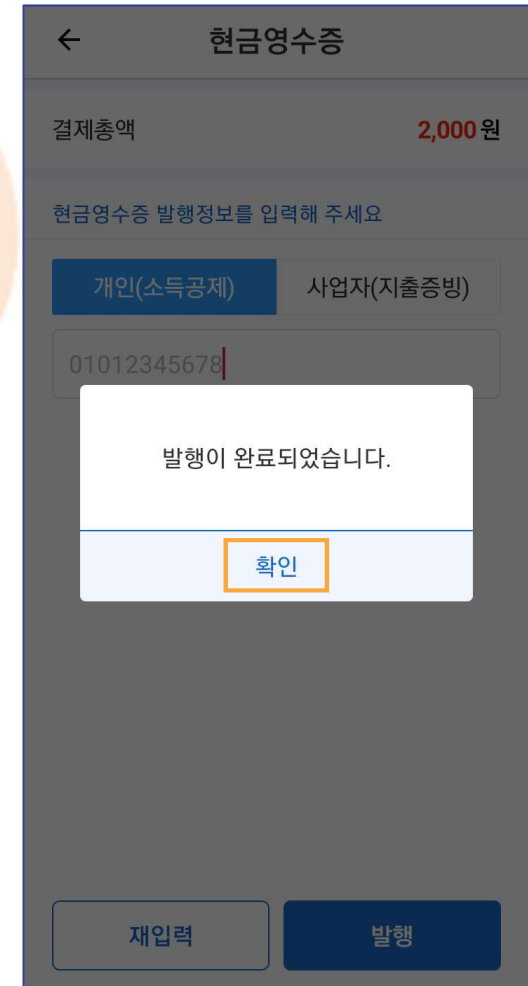 현금영수증
결제총액 2,000원
현금영수증 발행정보를 입력해 주세요
개인(소득공제) 사업자(지출증빙)
01012345678
발행이 완료되었습니다.
확인
재입력 발행